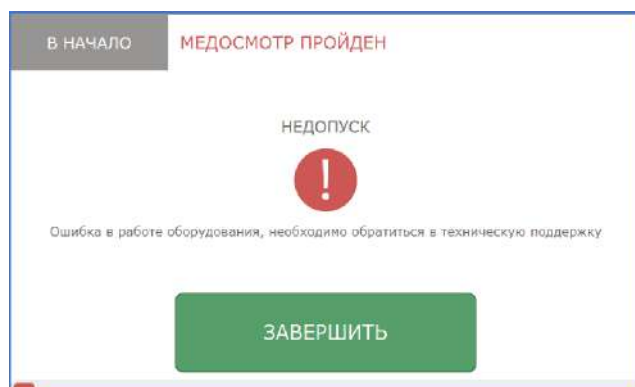 В НАЧАЛО
МЕДОСМОТР ПРОЙДЕН
НЕДОПУСК
!
Ошибка в работе оборудования, необходимо обратиться в техническую поддержку
ЗАВЕРШИТЬ